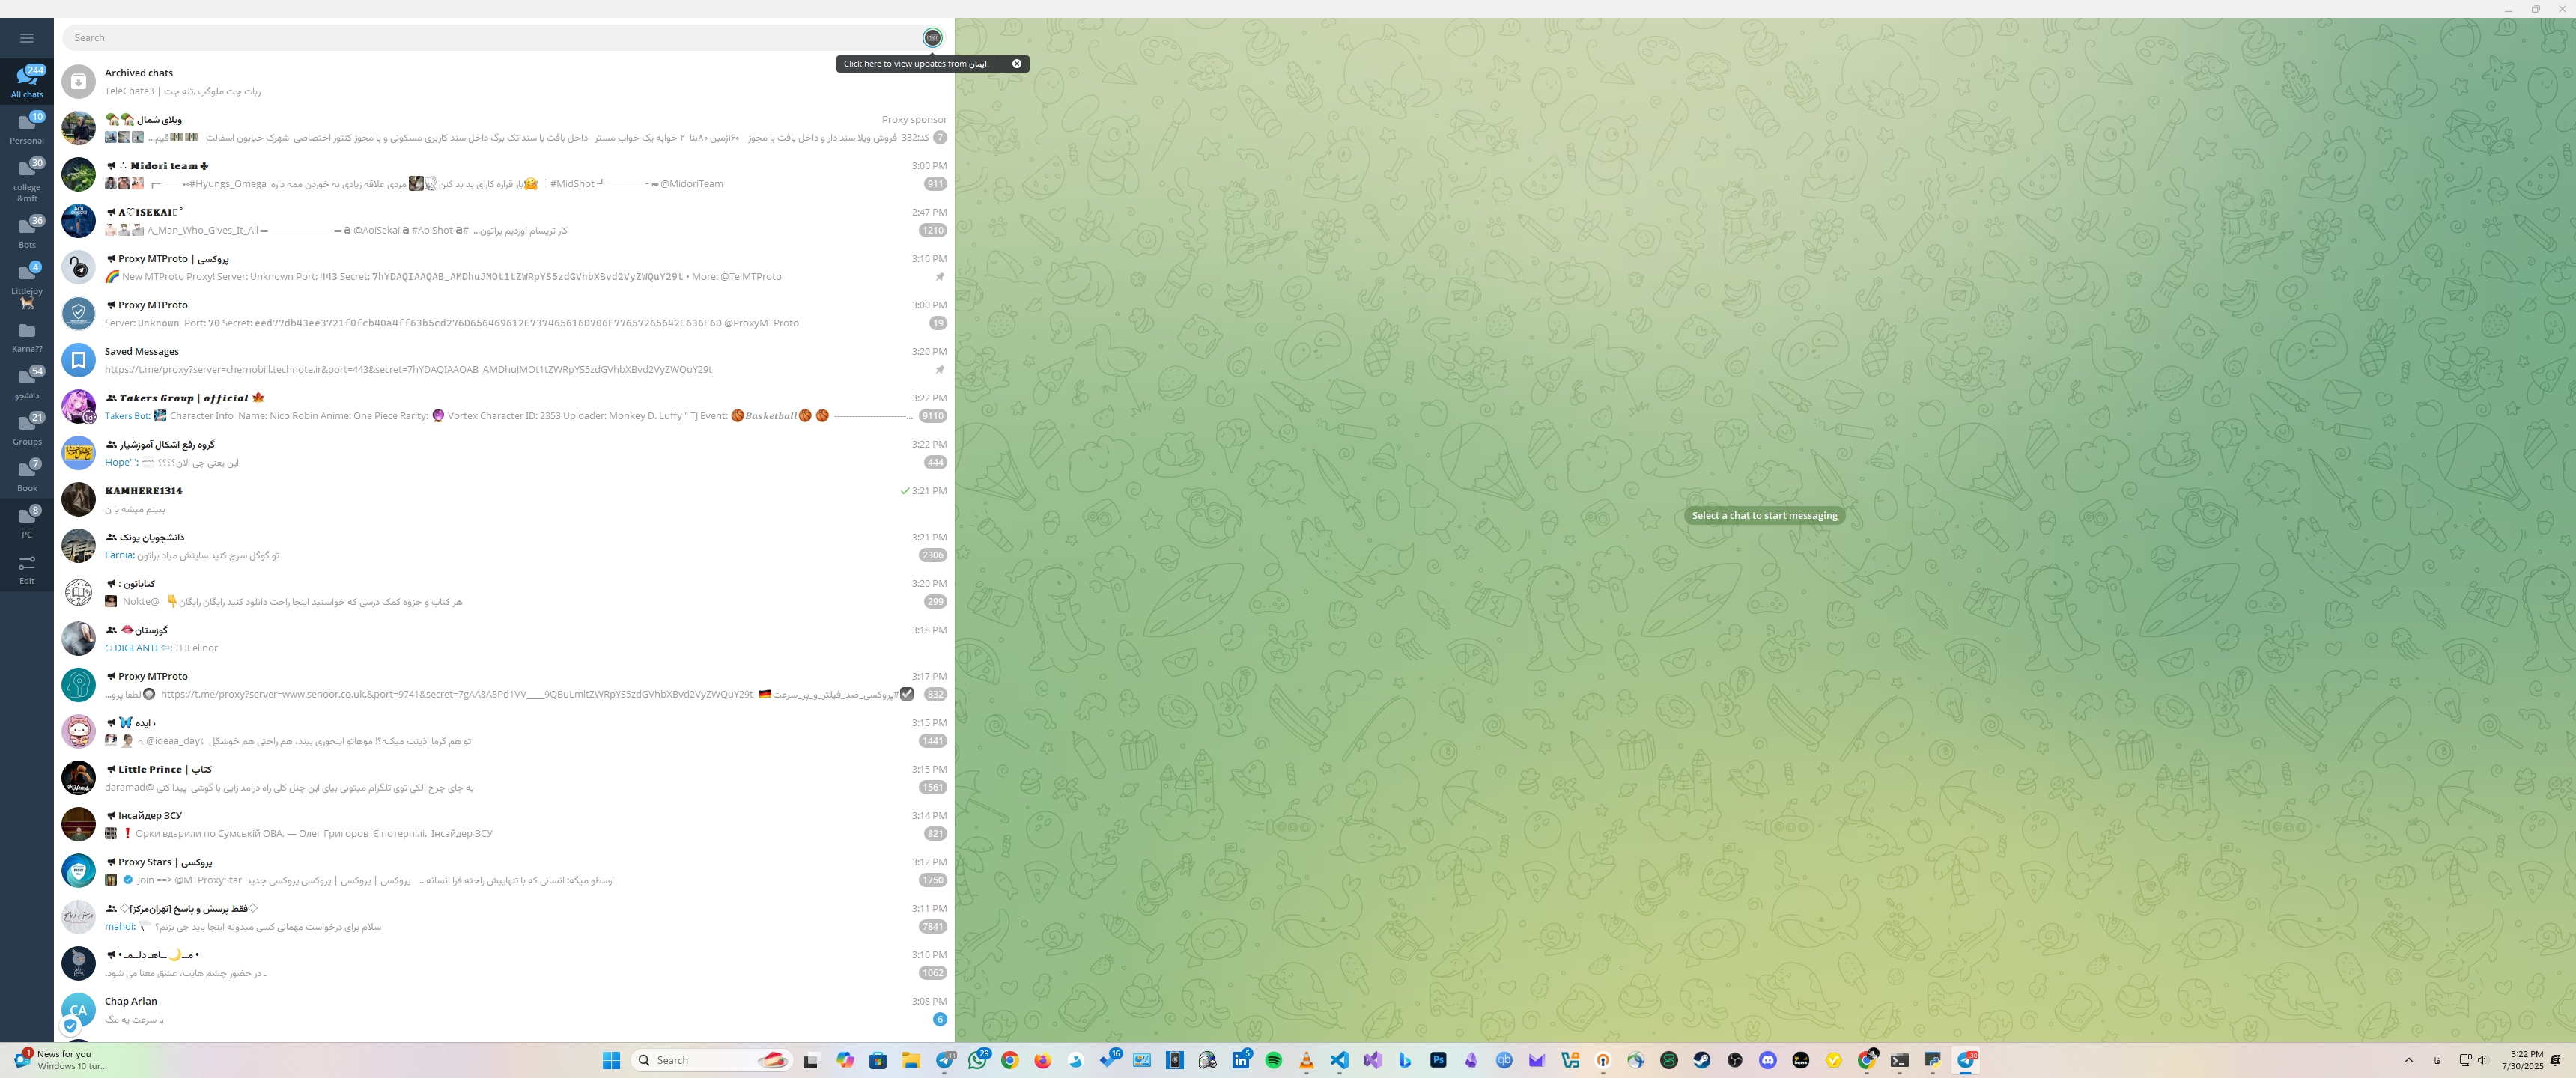 Search
Click here to view updates from ایمان.
244
All chats
10
Personal
30
college
&mft
36
Bots
4
Littlejoy
Karna??
54
دانشجو
21
Groups
7
Book
8
PC
Edit
Archived chats
TeleChate3 | ربات چت ملوگپ .تله چت
ویلای شمال
Proxy sponsor
کد:332 فروش ویلا سند دار و داخل بافت با مجوز ۱۶۰زمین ۸۰بنا ۲ خوابه یک خواب مستر داخل بافت با سند تک برگ داخل سند کاربری مسکونی و با مجوز کنتور اختصاصی شهرک خیابون اسفالت قیم...
7
Midori team
3:00 PM
#Hyungs_Omega باز قراره کارای بد بد کنن مردی علاقه زیادی به خوردن ممه داره #MidShot @MidoriTeam
911
A♡ISEKAI
2:47 PM
A_Man_Who_Gives_It_All @AoiSekai #AoiShot # کار تریسام اوردیم براتون...
1210
Proxy MTProto | پروکسی
3:10 PM
New MTProto Proxy! Server: Unknown Port: 443 Secret: 7hYDAQIAAQAB_AMDhuJMOt1tZWRpYS5zdGVhbXBvd2VyZWQuY29t • More: @TelMTProto
Proxy MTProto
3:00 PM
Server: Unknown Port: 70 Secret: eed77db43ee3721f0fcb40a4ff63b5cd276D656469612E737465616D706F77657265642E636F6D @ProxyMTProto
19
Saved Messages
3:20 PM
https://t.me/proxy?server=chernobill.technote.ir&port=443&secret=7hYDAQIAAQAB_AMDhuJMOt1tZWRpYS5zdGVhbXBvd2VyZWQuY29t
Takers Group | official
3:22 PM
Takers Bot: Character Info Name: Nico Robin Anime: One Piece Rarity: Vortex Character ID: 2353 Uploader: Monkey D. Luffy " TJ Event: Basketball ------------------------...
9110
گروه رفع اشکال آموزشیار
3:22 PM
Hope''': این یعنی چی الان؟؟؟؟
444
KAMHERE1314
3:21 PM
ببینم میشه یا ن
دانشجویان پونک
3:21 PM
Farnia: تو گوگل سرچ کنید سایتش میاد براتون
2306
کتاباتون :
3:20 PM
هر کتاب و جزوه کمک درسی که خواستید اینجا راحت دانلود کنید رایگانِ رایگان Nokte@
299
گوزستان
3:18 PM
DIGI ANTI : THEelinor
Proxy MTProto
3:17 PM
#پروکسی_ضد_فیلتر_و_پر_سرعت https://t.me/proxy?server=www.senoor.co.uk.&port=9741&secret=7gAA8A8Pd1VV____9QBuLmltZWRpYS5zdGVhbXBvd2VyZWQuY29t لطفا پرو...
832
ایده ›
3:15 PM
@ideaa_day تو هم گرما اذیتت میکنه؟! موهاتو اینجوری ببند، هم راحتی هم خوشگل
1441
Little Prince | کتاب
3:15 PM
به جای چرخ الکی توی تلگرام میتونی بیای این چنل کلی راه درامد زایی با گوشی پیدا کنی @daramad
1561
Інсайдер ЗСУ
3:14 PM
Орки вдарили по Сумській ОВА, — Олег Григоров Є потерпілі. Інсайдер ЗСУ
821
Proxy Stars | پروکسی
3:12 PM
Join ==> @MTProxyStar پروکسی | پروکسی | پروکسی پروکسی جدید ارسطو میگه: انسانی که با تنهاییش راحته فرا انسانه...
1750
◇فقط پرسش و پاسخ [تهران‌مرکز]◇
3:11 PM
mahdi: سلام برای درخواست مهمانی کسی میدونه اینجا باید چی بزنم؟
7841
• مــ ــاهـ دِلــمـ •
3:10 PM
در حضور چشم هایت، عشق معنا می شود.
1062
Chap Arian
3:08 PM
CA
با سرعت یه مگ
6
Select a chat to start messaging
1
News for you
Windows 10 tur...
Search
29
16
5
فا
3:22 PM
7/30/2025